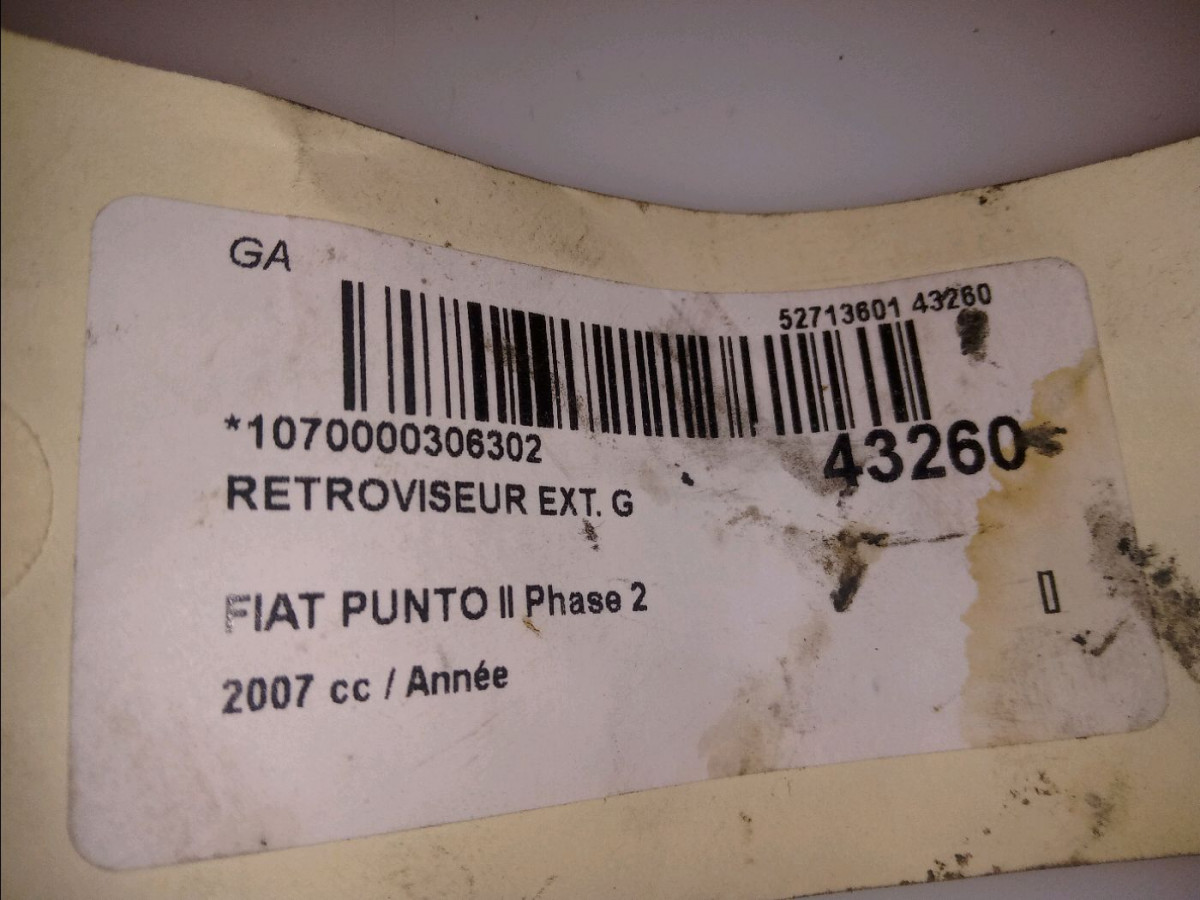 GA
52713601 43260
*1070000306302
43260
RETROVISEUR EXT. G
FIAT PUNTO II Phase 2
2007 cc / Année